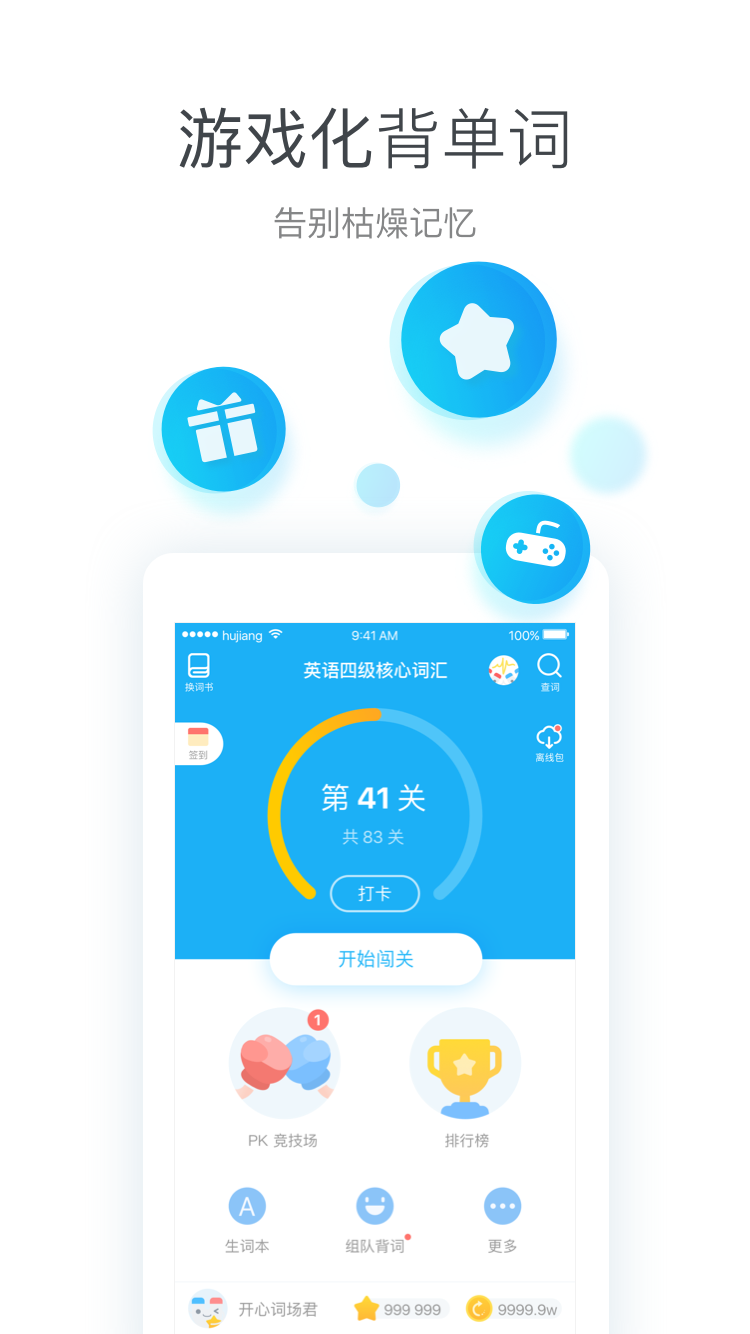 游戏化背单词
告别枯燥记忆
hujiang 9:41 AM 100%
换词书 英语四级核心词汇 查词
签到 离线包
第 41 关
共 83 关
打卡
开始闯关
1
PK 竞技场 排行榜
A
生词本 组队背词 更多
开心词场君 999 999 9999.9w